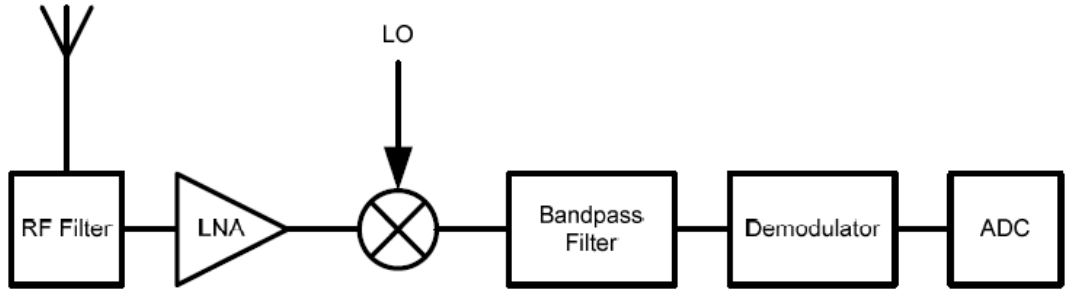 LO
RF Filter
LNA
Bandpass
Filter
Demodulator
ADC